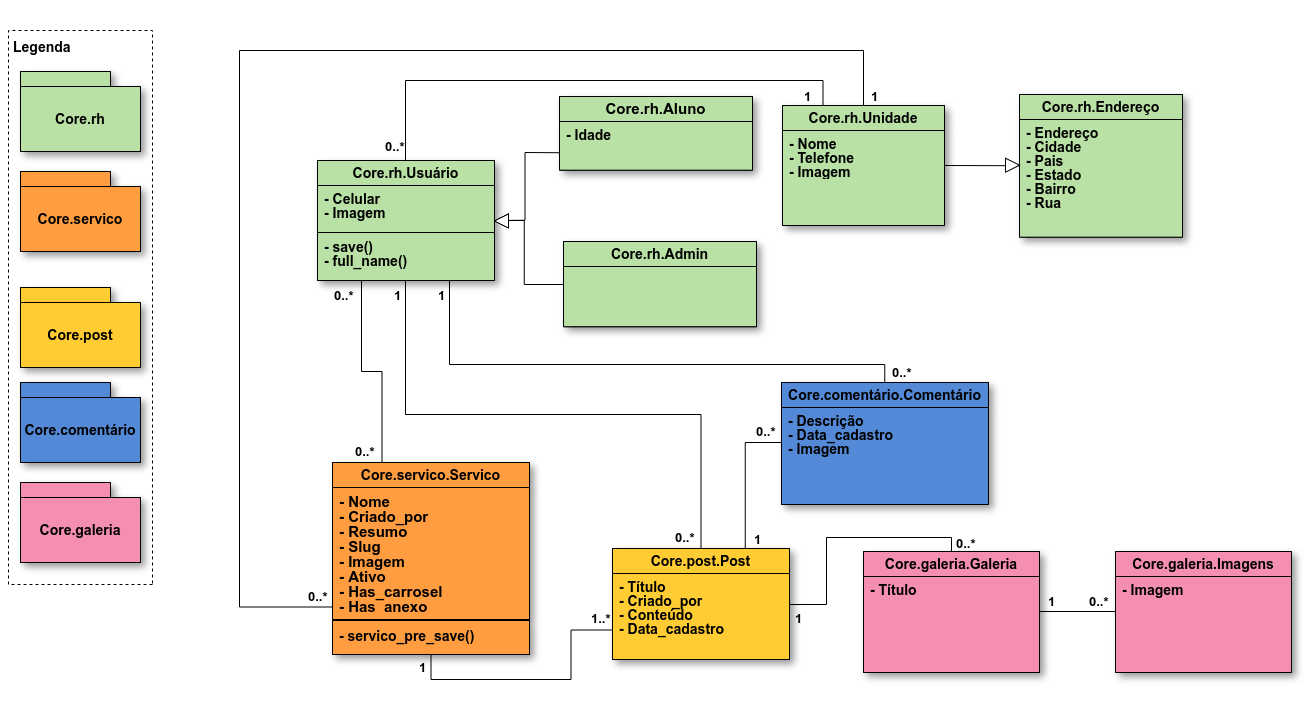 Legenda
Core.rh
Core.servico
Core.post
Core.comentário
Core.galeria
1
1
0..*
Core.rh.Usuário
- Celular
- Imagem
- save()
- full_name()
Core.rh.Aluno
- Idade
Core.rh.Admin
Core.rh.Unidade
- Nome
- Telefone
- Imagem
Core.rh.Endereço
- Endereço
- Cidade
- Pais
- Estado
- Bairro
- Rua
0..*
1
1
0..*
Core.comentário.Comentário
- Descrição
- Data_cadastro
- Imagem
0..*
1
0..*
Core.servico.Servico
- Nome
- Criado_por
- Resumo
- Slug
- Imagem
- Ativo
- Has_carrosel
- Has_anexo
- servico_pre_save()
0..*
1
1..*
0..*
Core.post.Post
- Título
- Criado_por
- Conteúdo
- Data_cadastro
1
0..*
Core.galeria.Galeria
- Título
1
0..*
Core.galeria.Imagens
- Imagem